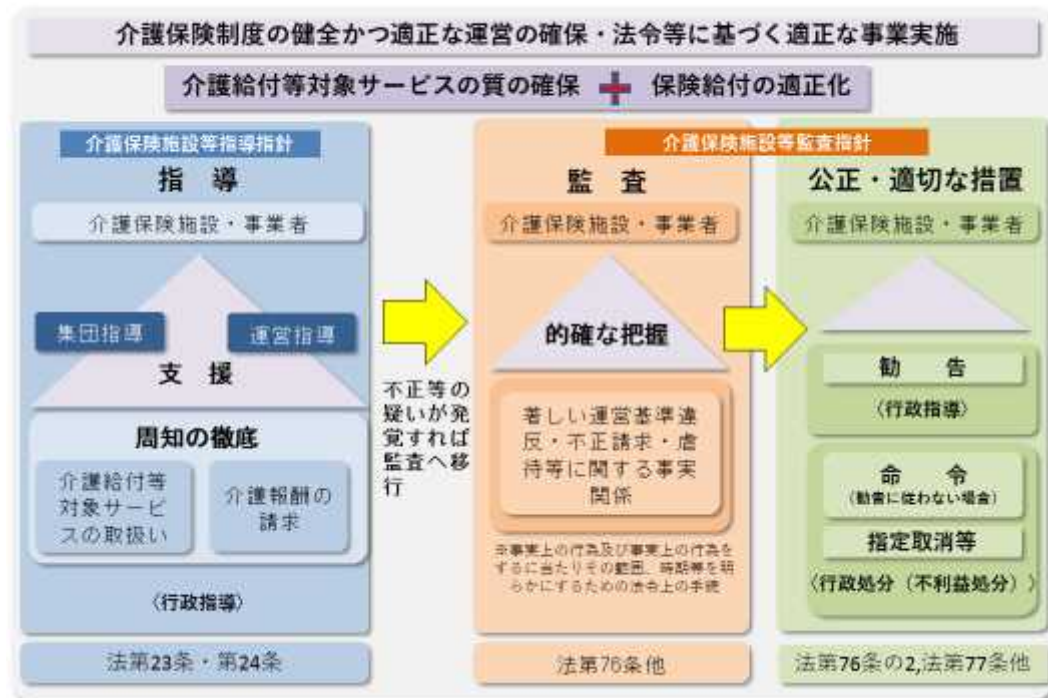 介護保険制度の健全かつ適正な運営の確保・法令等に基づく適正な事業実施
介護給付等対象サービスの質の確保 ＋ 保険給付の適正化
介護保険施設等指導指針
指 導
介護保険施設・事業者
集団指導
運営指導
支 援
周知の徹底
介護給付等
対象サービ
スの取扱い
介護報酬の
請求
〈行政指導〉
法第23条・第24条
不正等の
疑いが発
覚すれば
監査へ移
行
介護保険施設等監査指針
監 査
介護保険施設・事業者
的確な把握
著しい運営基準違
反・不正請求・虐
待等に関する事実
関係
※事実上の行為及び事実上の行為を
するに当たりその範囲、時期等を明
らかにするための法令上の手続
法第76条他
公正・適切な措置
介護保険施設・事業者
勧 告
〈行政指導〉
命 令
(勧告に従わない場合)
指定取消等
〈行政処分（不利益処分）〉
法第76条の2,法第77条他